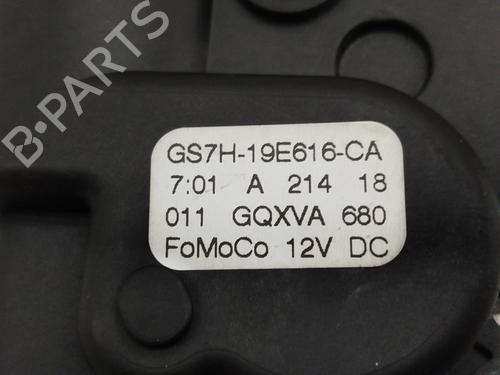 GS7H-19E616-CA
7:01 A 214 18
011 GQXVA 680
FoMoCo 12V DC
B-PARTS